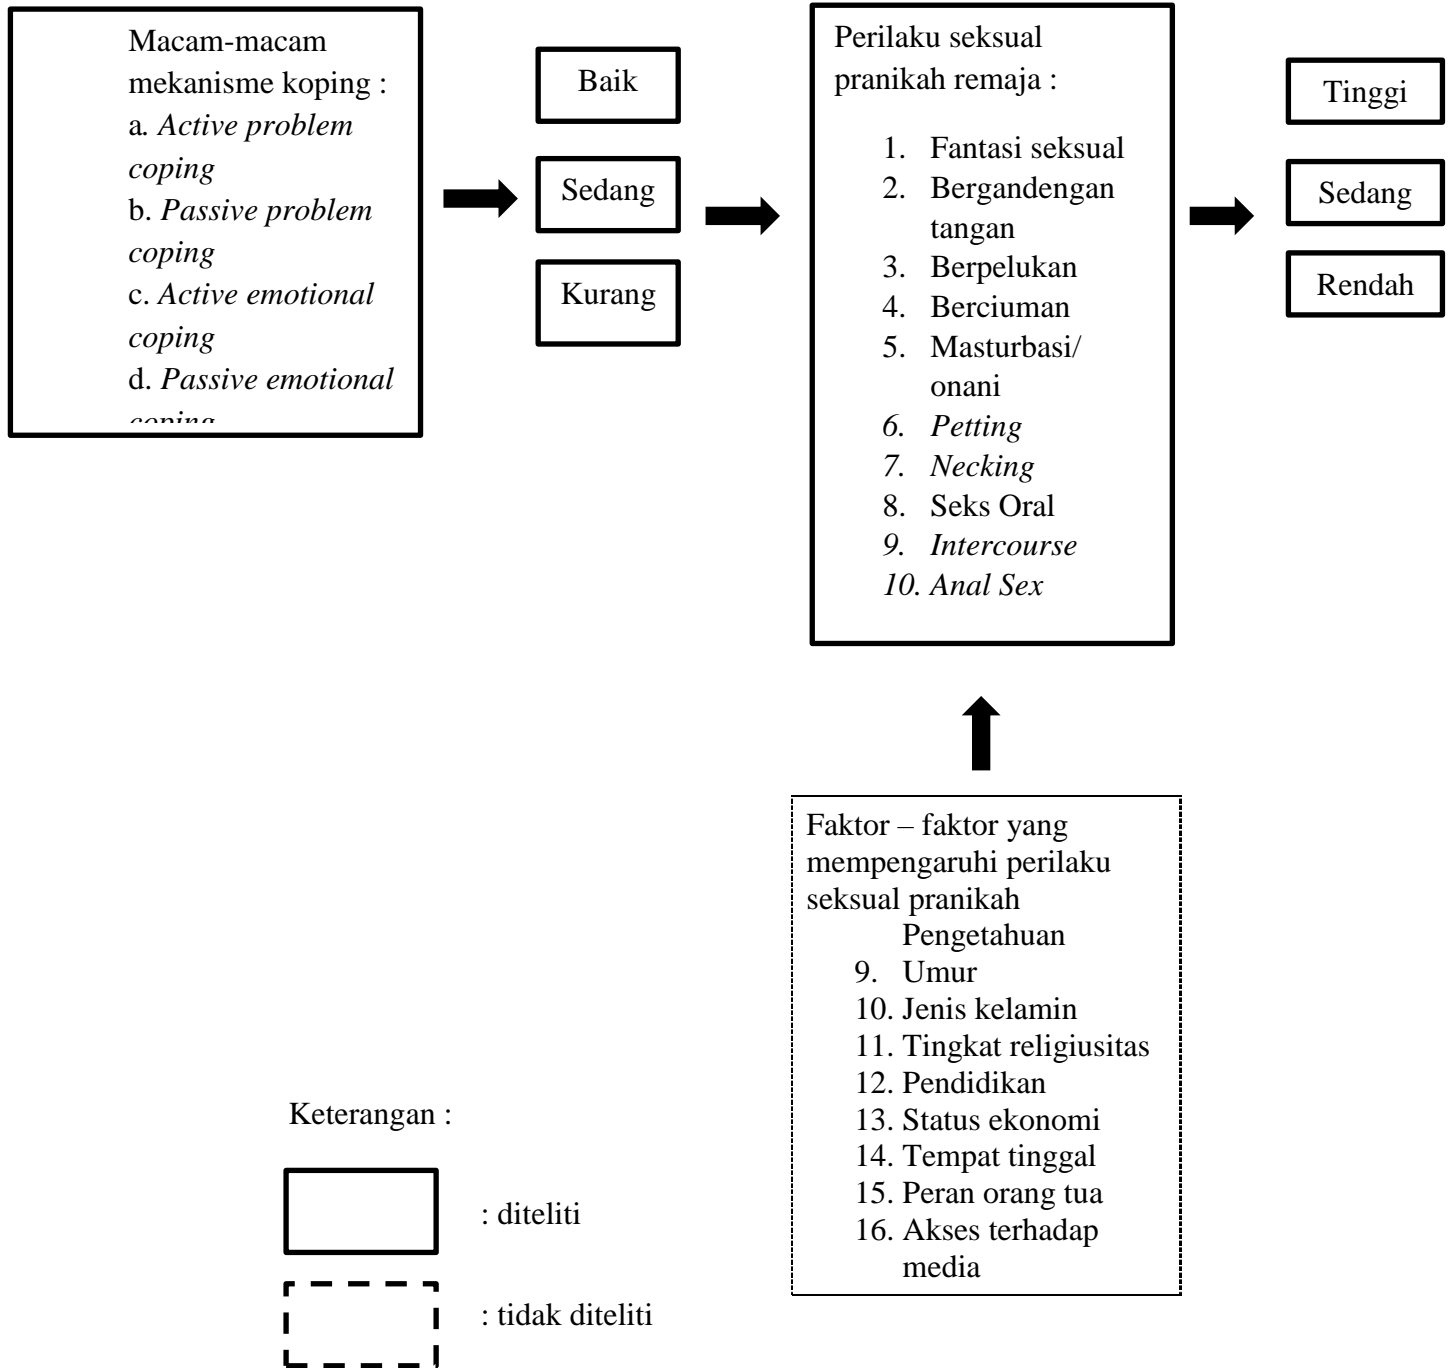 Macam-macam
mekanisme koping :
a. Active problem
coping
b. Passive problem
coping
c. Active emotional
coping
d. Passive emotional
coping
Baik
Sedang
Kurang
Perilaku seksual
pranikah remaja :
1. Fantasi seksual
2. Bergandengan
tangan
3. Berpelukan
4. Berciuman
5. Masturbasi/
onani
6. Petting
7. Necking
8. Seks Oral
9. Intercourse
10. Anal Sex
Tinggi
Sedang
Rendah
Faktor – faktor yang
mempengaruhi perilaku
seksual pranikah
Pengetahuan
9. Umur
10. Jenis kelamin
11. Tingkat religiusitas
12. Pendidikan
13. Status ekonomi
14. Tempat tinggal
15. Peran orang tua
16. Akses terhadap
media
Keterangan :
: diteliti
: tidak diteliti